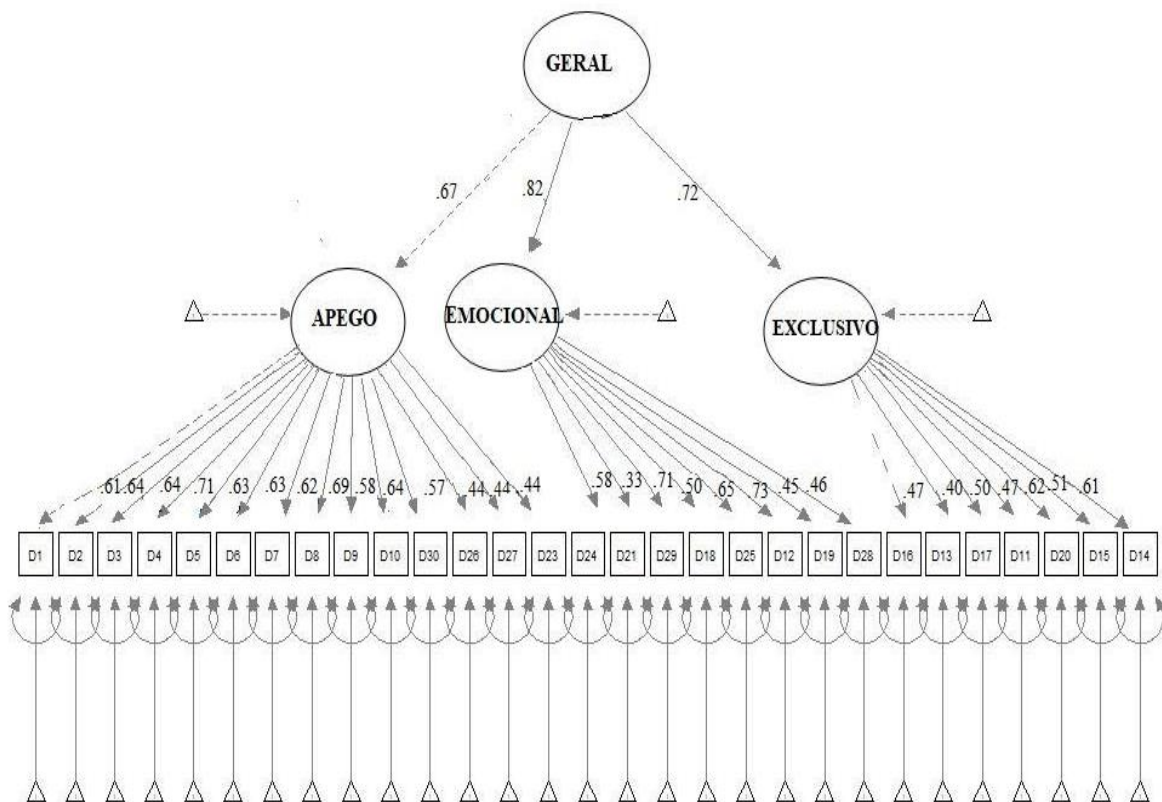 GERAL
.67 .82 .72
APEGO EMOCIONAL EXCLUSIVO
.61 .64 .64 .71 .63 .63 .62 .69 .58 .64 .57 .44 .44 .44 .58 .33 .71 .50 .65 .73 .45 .46 .47 .40 .50 .47 .62 .51 .61
D1 D2 D3 D4 D5 D6 D7 D8 D9 D10 D30 D26 D27 D23 D24 D21 D29 D18 D25 D12 D19 D28 D16 D13 D17 D11 D20 D15 D14